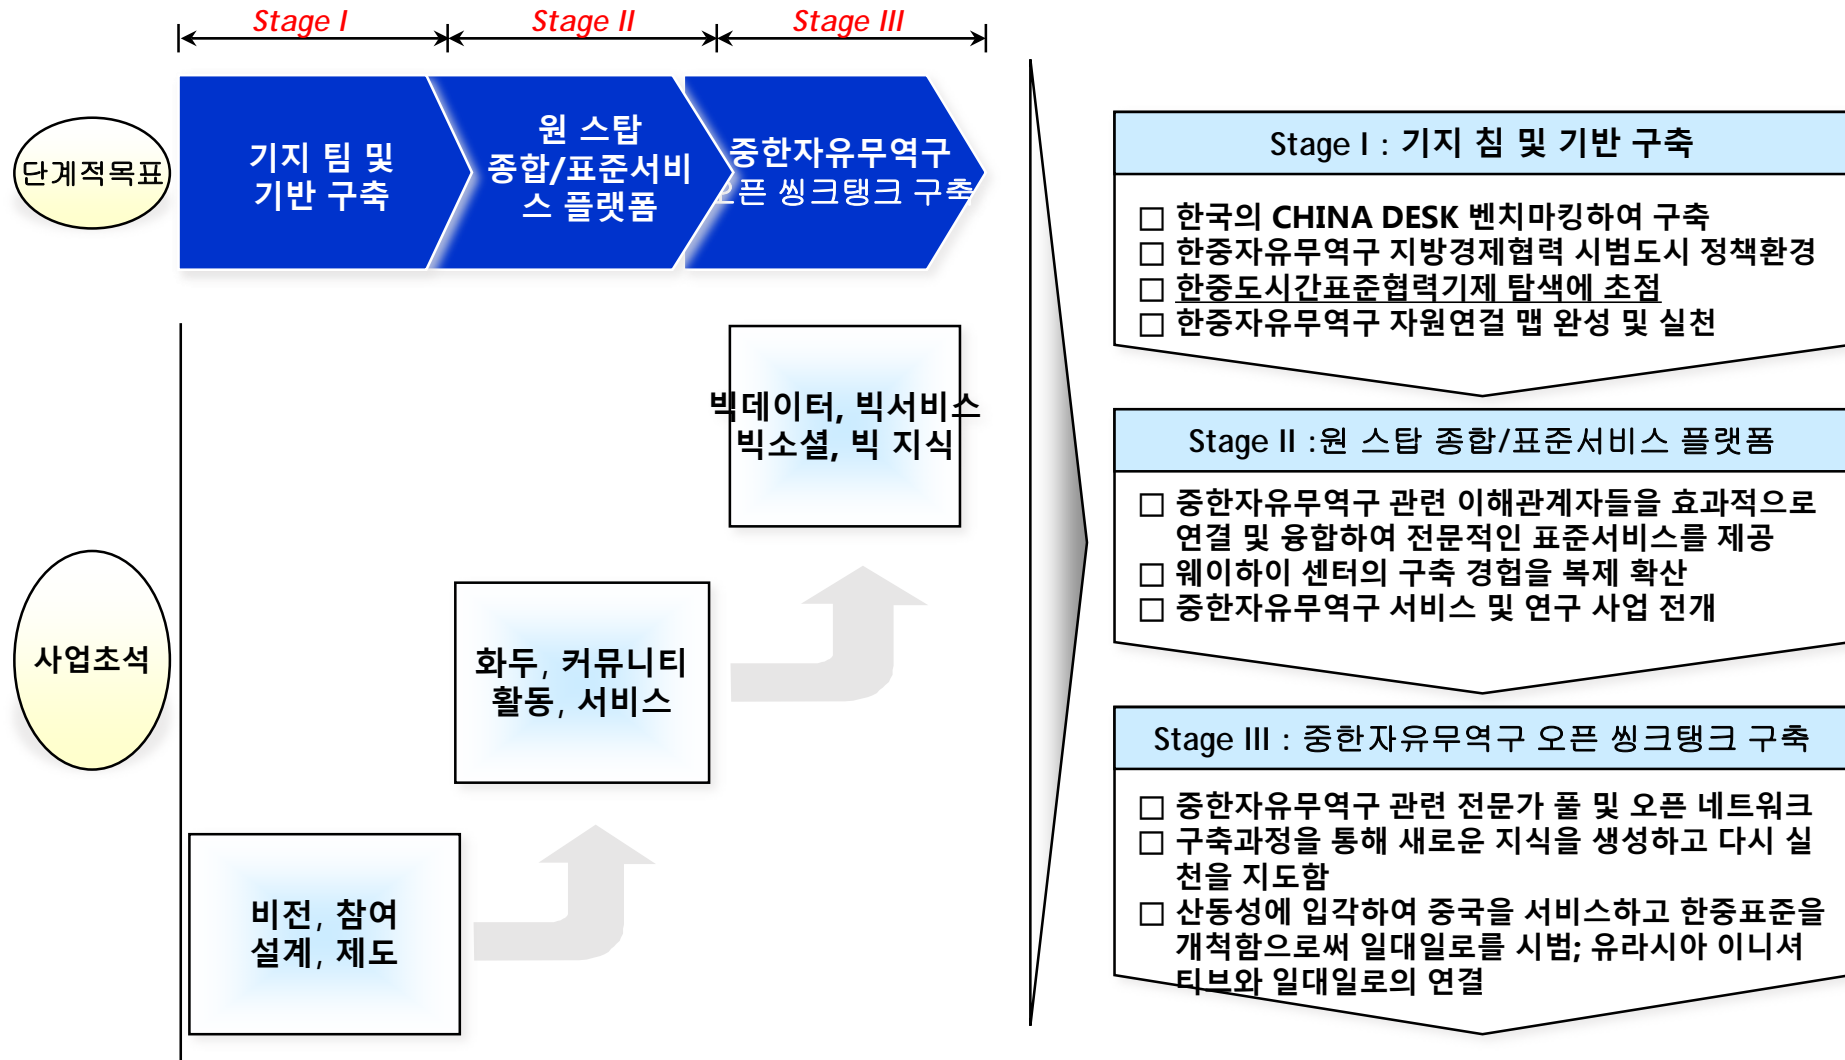 Stage I
Stage II
Stage III
단계적목표
기지 팀 및
기반 구축
원 스탑
종합/표준서비
스 플랫폼
중한자유무역구
오픈 씽크탱크 구축
사업초석
빅데이터, 빅서비스
빅소셜, 빅 지식
화두, 커뮤니티
활동, 서비스
비전, 참여
설계, 제도
Stage I : 기지 침 및 기반 구축
□ 한국의 CHINA DESK 벤치마킹하여 구축
□ 한중자유무역구 지방경제협력 시범도시 정책환경
□ 한중도시간표준협력기제 탐색에 초점
□ 한중자유무역구 자원연걸 맵 완성 및 실천
Stage II :원 스탑 종합/표준서비스 플랫폼
□ 중한자유무역구 관련 이해관계자들을 효과적으로
연결 및 융합하여 전문적인 표준서비스를 제공
□ 웨이하이 센터의 구축 경험을 복제 확산
□ 중한자유무역구 서비스 및 연구 사업 전개
Stage III : 중한자유무역구 오픈 씽크탱크 구축
□ 중한자유무역구 관련 전문가 풀 및 오픈 네트워크
□ 구축과정을 통해 새로운 지식을 생성하고 다시 실
천을 지도함
□ 산동성에 입각하여 중국을 서비스하고 한중표준을
개척함으로써 일대일로를 시범; 유라시아 이니셔
티브와 일대일로의 연결